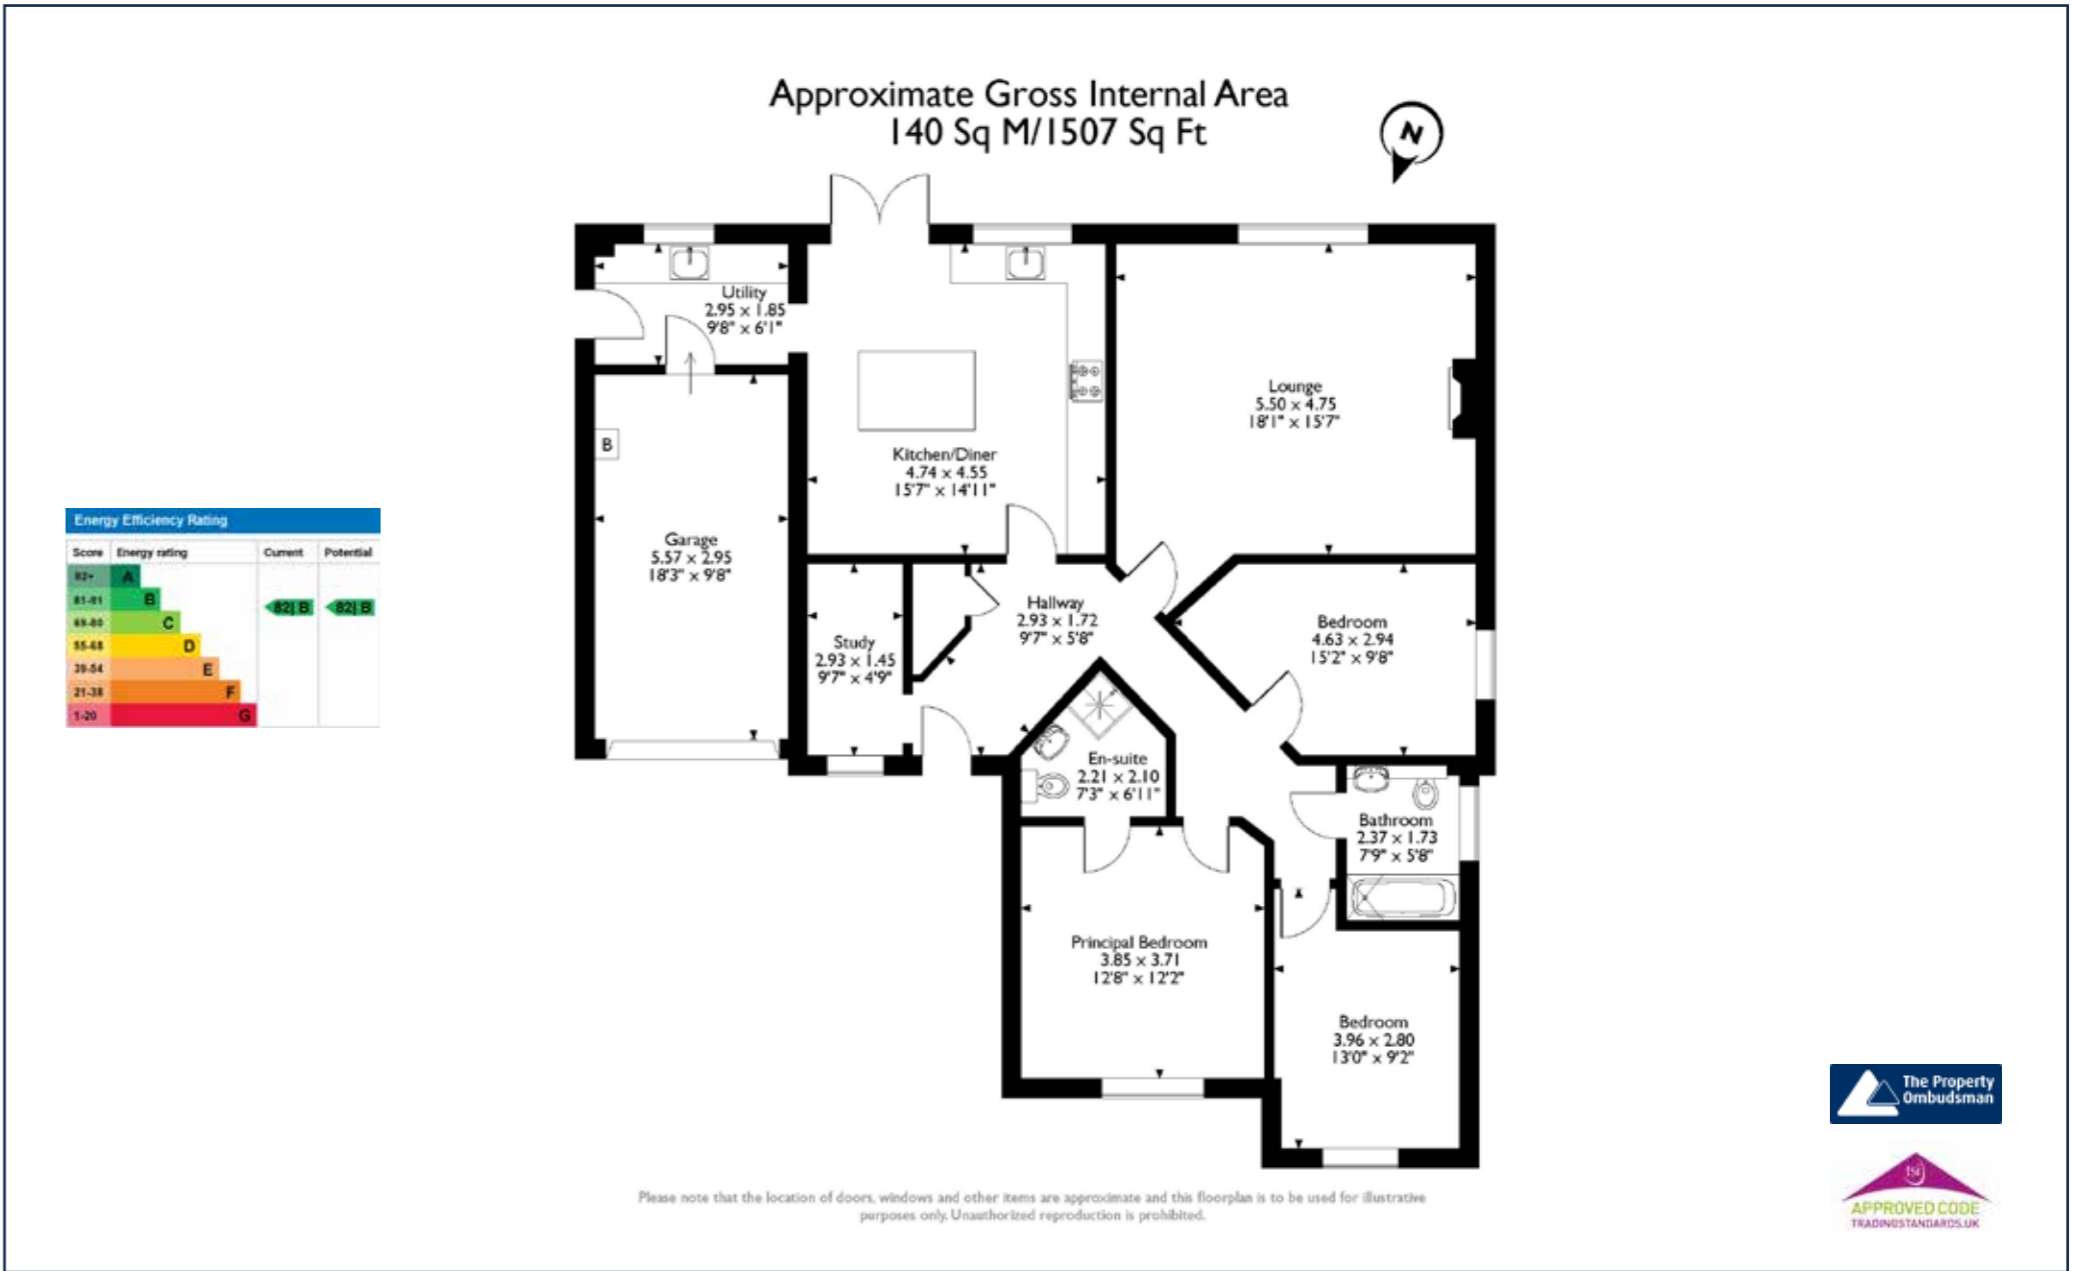 Approximate Gross Internal Area
140 Sq M/1507 Sq Ft
N
Utility
2.95 x 1.85
9'8" x 6'1"
Lounge
5.50 x 4.75
18'1" x 15'7"
B
Kitchen/Diner
4.74 x 4.55
15'7" x 14'11"
Garage
5.57 x 2.95
18'3" x 9'8"
Hallway
2.93 x 1.72
9'7" x 5'8"
Study
2.93 x 1.45
9'7" x 4'9"
Bedroom
4.63 x 2.94
15'2" x 9'8"
En-suite
2.21 x 2.10
7'3" x 6'11"
Bathroom
2.37 x 1.73
7'9" x 5'8"
Principal Bedroom
3.85 x 3.71
12'8" x 12'2"
Bedroom
3.96 x 2.80
13'0" x 9'2"
Energy Efficiency Rating
Score Energy rating Current Potential
92+ A
81-91 B 82| B 82| B
69-80 C
55-68 D
39-54 E
21-38 F
1-20 G
Please note that the location of doors, windows and other items are approximate and this floorplan is to be used for illustrative
purposes only. Unauthorized reproduction is prohibited.
The Property
Ombudsman
tsi
APPROVED CODE
TRADINGSTANDARDS.UK